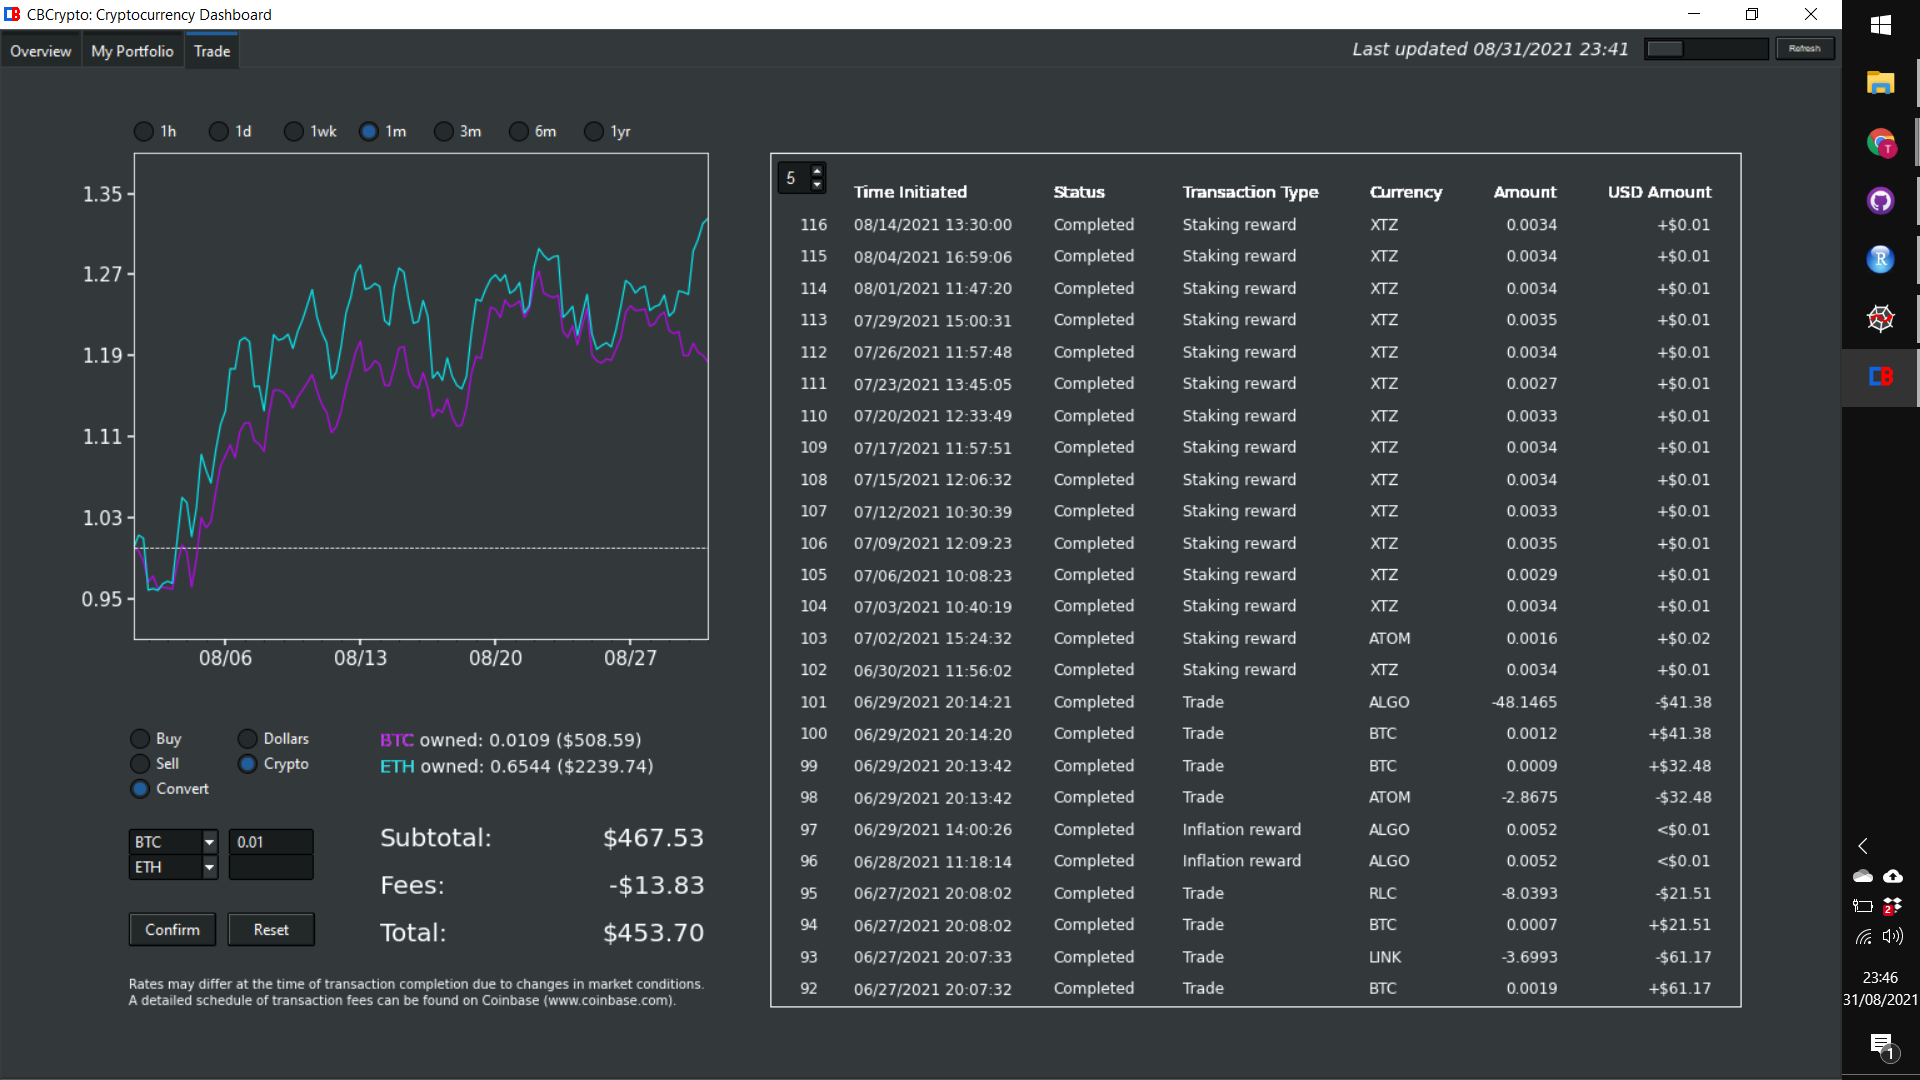 CBCrypto: Cryptocurrency Dashboard
Overview My Portfolio Trade
Last updated 08/31/2021 23:41 Refresh
1h 1d 1wk 1m 3m 6m 1yr
1.35
1.27
1.19
1.11
1.03
0.95
08/06 08/13 08/20 08/27
Buy Dollars
Sell Crypto
Convert
BTC owned: 0.0109 ($508.59)
ETH owned: 0.6544 ($2239.74)
BTC 0.01
ETH
Subtotal: $467.53
Fees: -$13.83
Total: $453.70
Confirm Reset
Rates may differ at the time of transaction completion due to changes in market conditions.
A detailed schedule of transaction fees can be found on Coinbase (www.coinbase.com).
5
Time Initiated Status Transaction Type Currency Amount USD Amount
116 08/14/2021 13:30:00 Completed Staking reward XTZ 0.0034 +$0.01
115 08/04/2021 16:59:06 Completed Staking reward XTZ 0.0034 +$0.01
114 08/01/2021 11:47:20 Completed Staking reward XTZ 0.0034 +$0.01
113 07/29/2021 15:00:31 Completed Staking reward XTZ 0.0035 +$0.01
112 07/26/2021 11:57:48 Completed Staking reward XTZ 0.0034 +$0.01
111 07/23/2021 13:45:05 Completed Staking reward XTZ 0.0027 +$0.01
110 07/20/2021 12:33:49 Completed Staking reward XTZ 0.0033 +$0.01
109 07/17/2021 11:57:51 Completed Staking reward XTZ 0.0034 +$0.01
108 07/15/2021 12:06:32 Completed Staking reward XTZ 0.0034 +$0.01
107 07/12/2021 10:30:39 Completed Staking reward XTZ 0.0033 +$0.01
106 07/09/2021 12:09:23 Completed Staking reward XTZ 0.0035 +$0.01
105 07/06/2021 10:08:23 Completed Staking reward XTZ 0.0029 +$0.01
104 07/03/2021 10:40:19 Completed Staking reward XTZ 0.0034 +$0.01
103 07/02/2021 15:24:32 Completed Staking reward ATOM 0.0016 +$0.02
102 06/30/2021 11:56:02 Completed Staking reward XTZ 0.0034 +$0.01
101 06/29/2021 20:14:21 Completed Trade ALGO -48.1465 -$41.38
100 06/29/2021 20:14:20 Completed Trade BTC 0.0012 +$41.38
99 06/29/2021 20:13:42 Completed Trade BTC 0.0009 +$32.48
98 06/29/2021 20:13:42 Completed Trade ATOM -2.8675 -$32.48
97 06/29/2021 14:00:26 Completed Inflation reward ALGO 0.0052 <$0.01
96 06/28/2021 11:18:14 Completed Inflation reward ALGO 0.0052 <$0.01
95 06/27/2021 20:08:02 Completed Trade RLC -8.0393 -$21.51
94 06/27/2021 20:08:02 Completed Trade BTC 0.0007 +$21.51
93 06/27/2021 20:07:33 Completed Trade LINK -3.6993 -$61.17
92 06/27/2021 20:07:32 Completed Trade BTC 0.0019 +$61.17
T
R
CB
2
23:46
31/08/2021
1